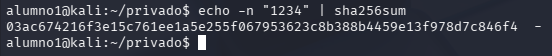 alumno1@kali:~/privado$ echo -n "1234" | sha256sum
03ac674216f3e15c761ee1a5e255f067953623c8b388b4459e13f978d7c846f4  -
alumno1@kali:~/privado$